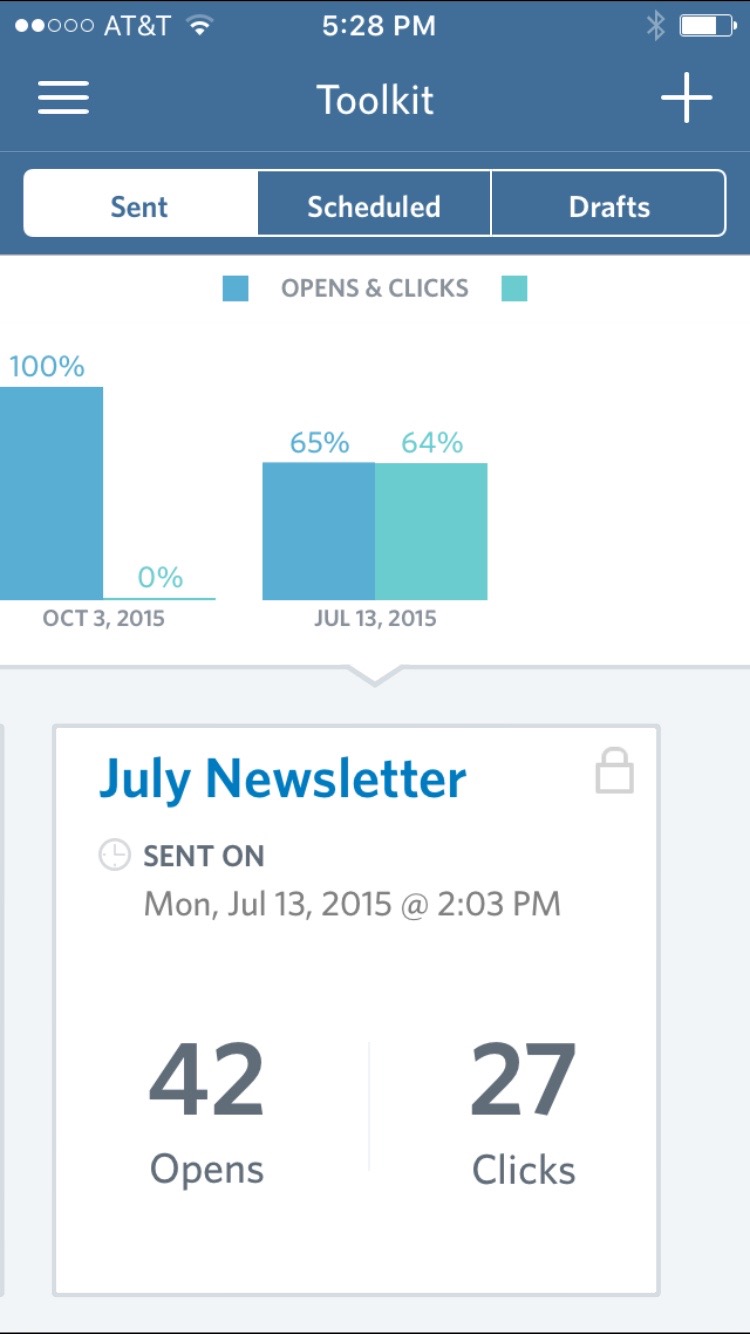 AT&T 5:28 PM
Toolkit
Sent Scheduled Drafts
OPENS & CLICKS
100%
65% 64%
0%
OCT 3, 2015 JUL 13, 2015
July Newsletter
SENT ON
Mon, Jul 13, 2015 @ 2:03 PM
42 27
Opens Clicks